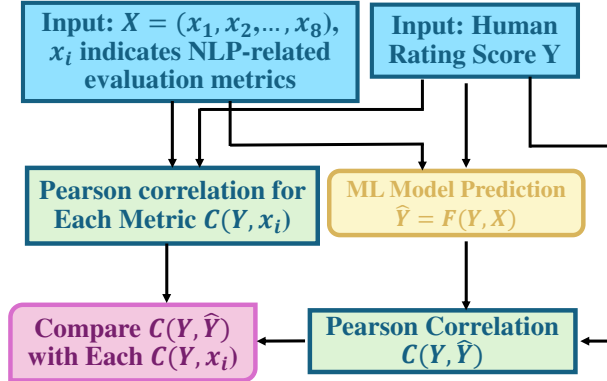 Input: X = (x₁, x₂,…, x₈),
xᵢ indicates NLP-related
evaluation metrics
Input: Human
Rating Score Y
Pearson correlation for
Each Metric C(Y, xᵢ)
ML Model Prediction
Ŷ = F(Y, X)
Compare C(Y, Ŷ)
with Each C(Y, xᵢ)
Pearson Correlation
C(Y, Ŷ)